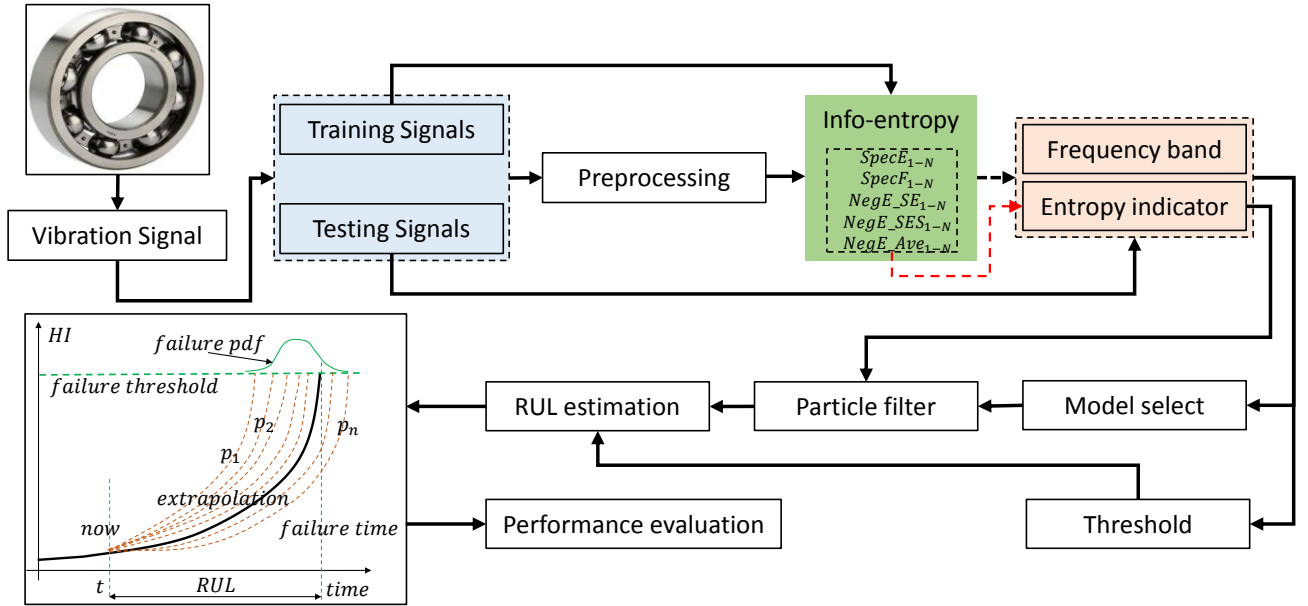 Vibration Signal
Training Signals
Testing Signals
Preprocessing
Info-entropy
SpecE₁₋N
SpecF₁₋N
NegE_SE₁₋N
NegE_SES₁₋N
NegE_Ave₁₋N
Frequency band
Entropy indicator
Model select
Particle filter
RUL estimation
Threshold
HI
failure pdf
failure threshold
p₂
pₙ
p₁
extrapolation
now
failure time
t
RUL
time
Performance evaluation